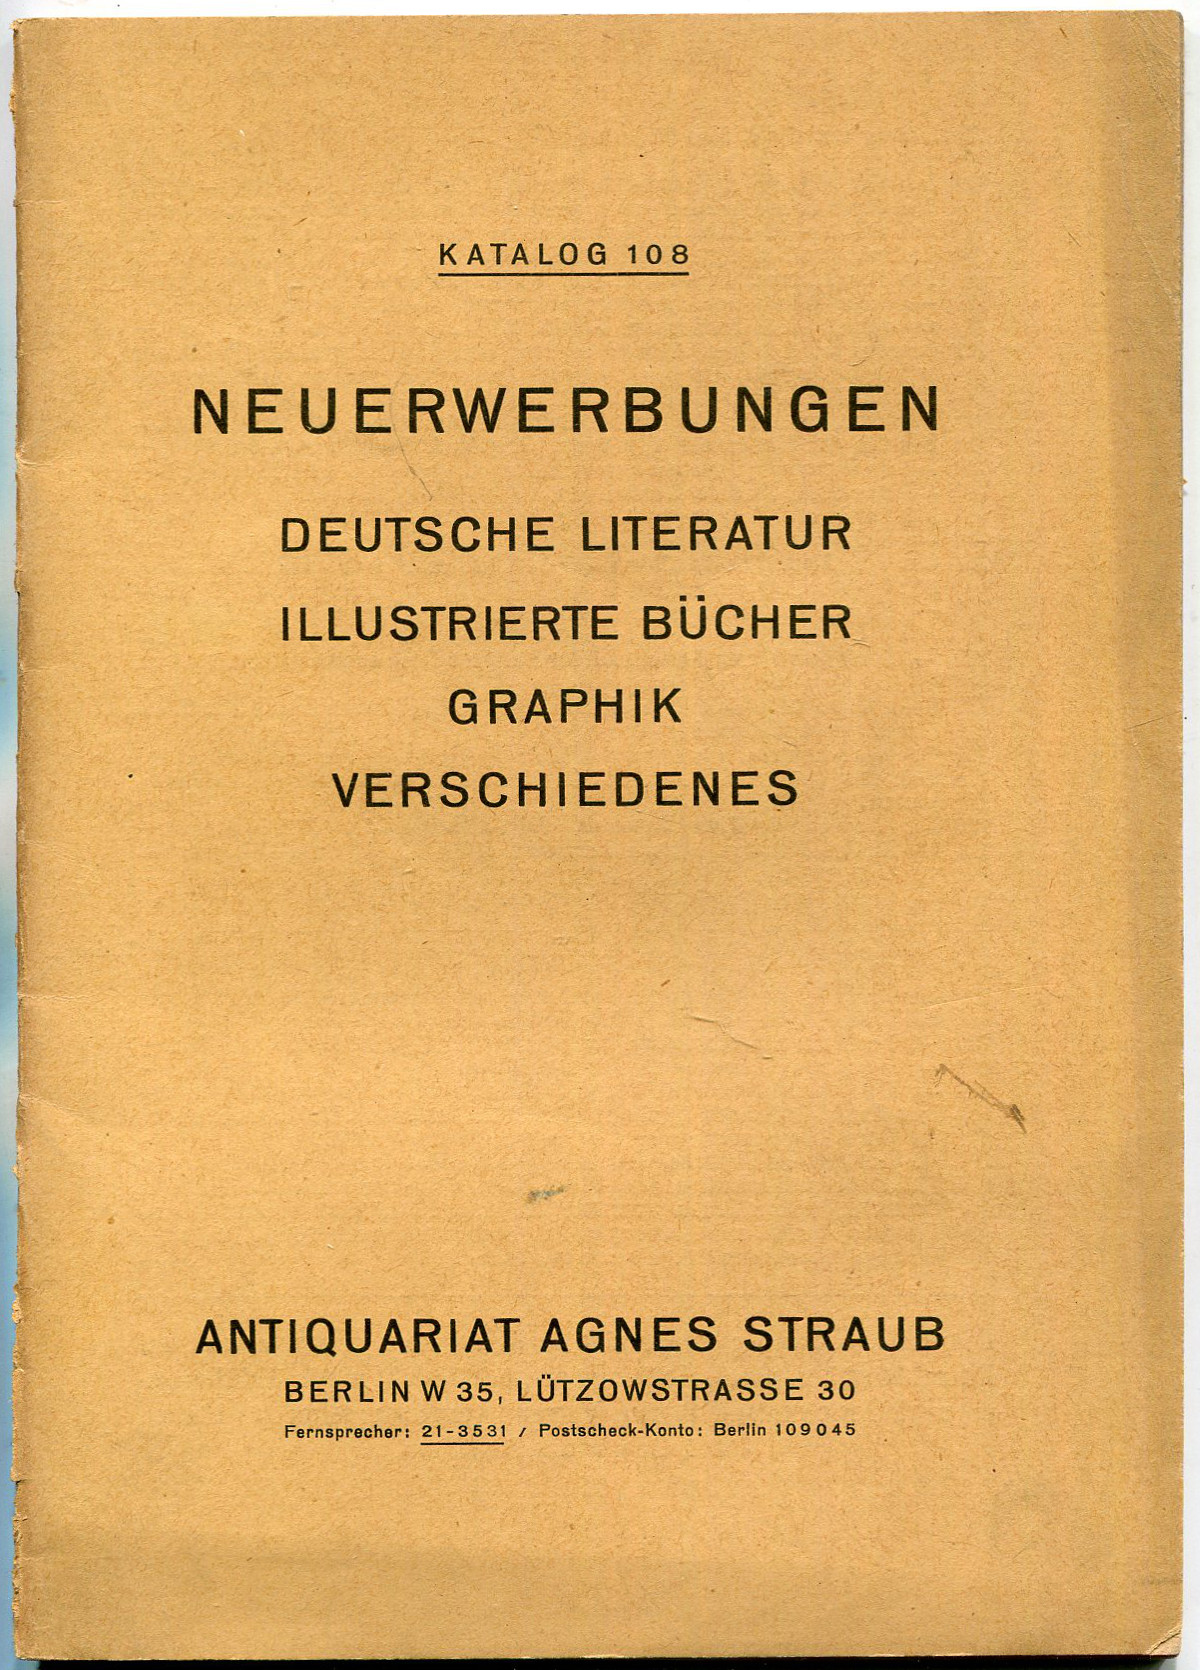 KATALOG 108
NEUERWERBUNGEN
DEUTSCHE LITERATUR
ILLUSTRIERTE BÜCHER
GRAPHIK
VERSCHIEDENES
ANTIQUARIAT AGNES STRAUB
BERLIN W 35, LÜTZOWSTRASSE 30
Fernsprecher: 21-3531 / Postscheck-Konto: Berlin 109045